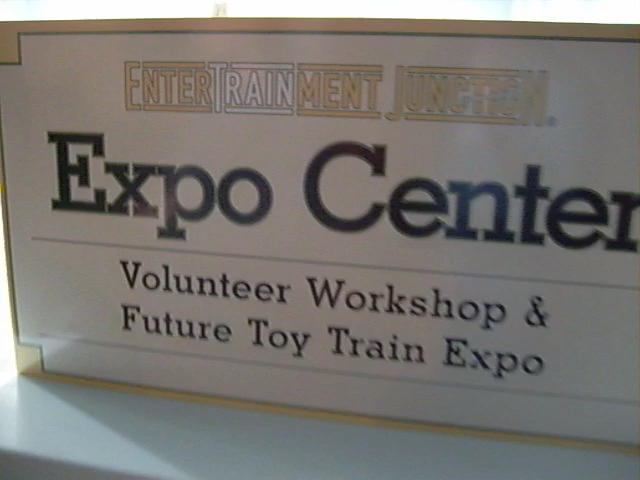 ENTERTRAINMENT JUNCTION
Expo Center
Volunteer Workshop &
Future Toy Train Expo